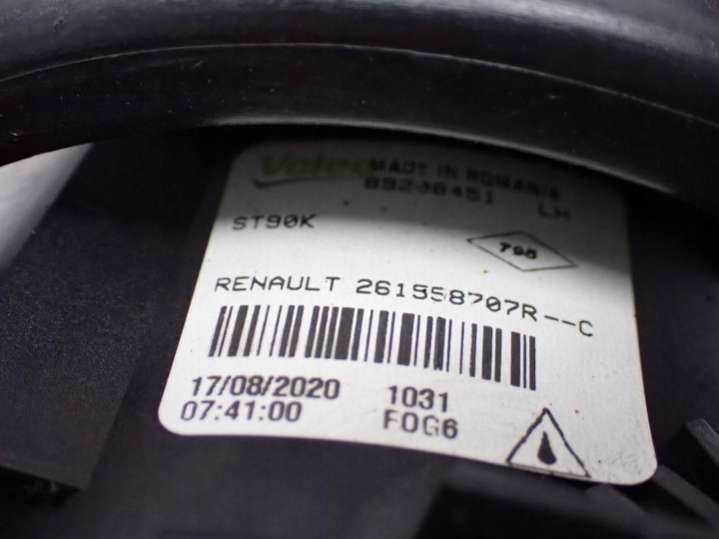 Valeo MADE IN ROMANIA
89208451 LH
ST90K
798
RENAULT 261558707R--C
17/08/2020 1031
07:41:00 FOG6